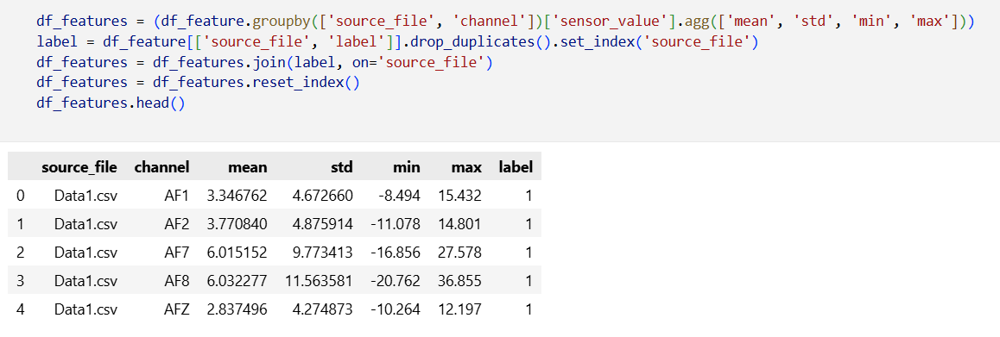 df_features = (df_feature.groupby(['source_file', 'channel'])['sensor_value'].agg(['mean', 'std', 'min', 'max']))
label = df_feature[['source_file', 'label']].drop_duplicates().set_index('source_file')
df_features = df_features.join(label, on='source_file')
df_features = df_features.reset_index()
df_features.head()
source_file channel mean std min max label
0 Data1.csv AF1 3.346762 4.672660 -8.494 15.432 1
1 Data1.csv AF2 3.770840 4.875914 -11.078 14.801 1
2 Data1.csv AF7 6.015152 9.773413 -16.856 27.578 1
3 Data1.csv AF8 6.032277 11.563581 -20.762 36.855 1
4 Data1.csv AFZ 2.837496 4.274873 -10.264 12.197 1